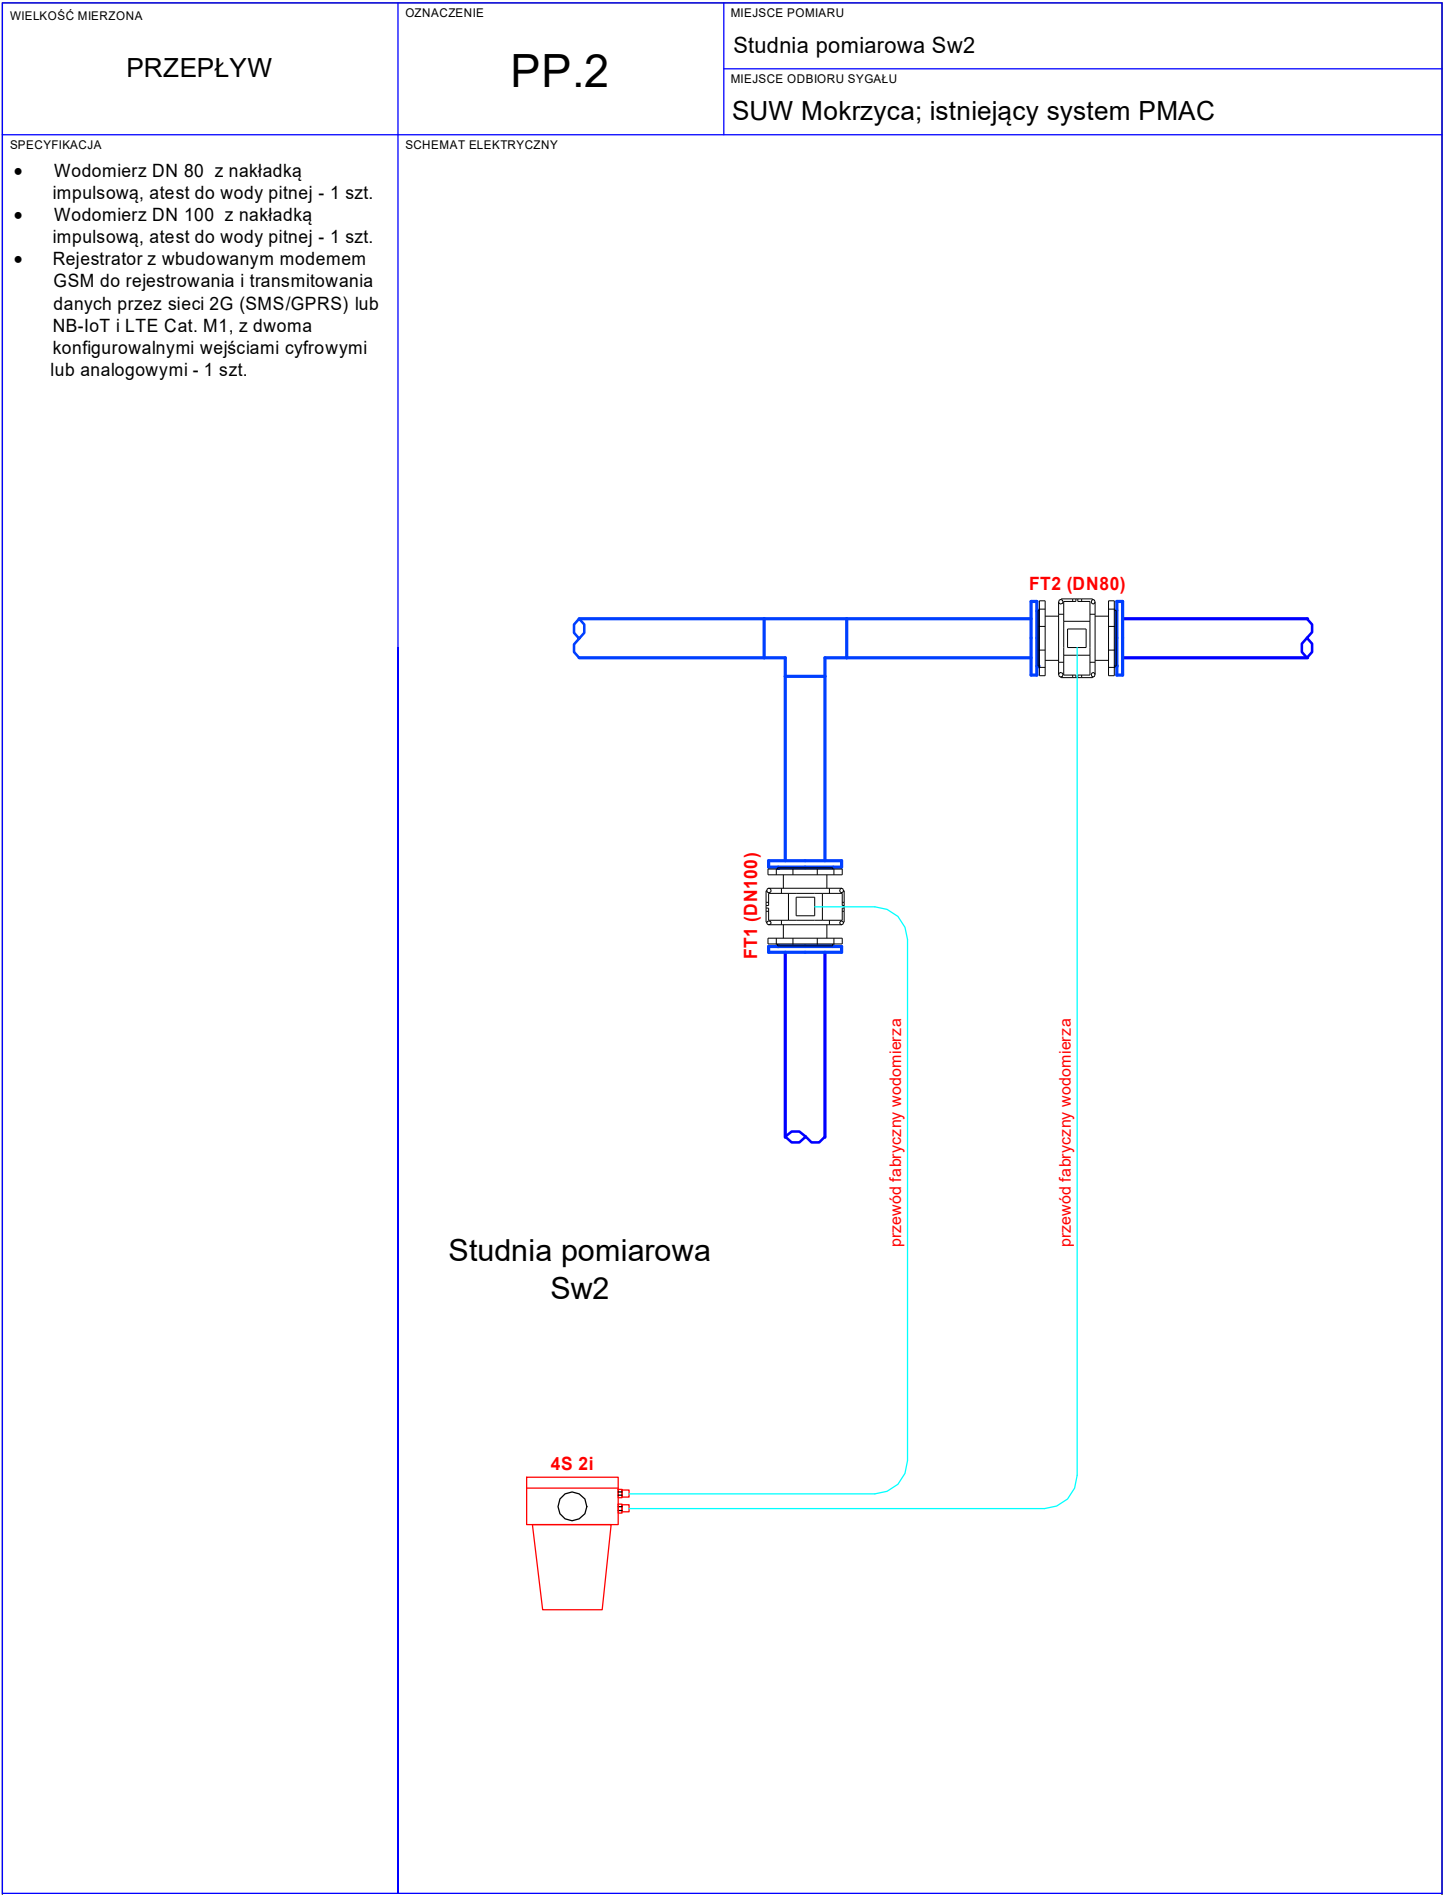 WIELKOŚĆ MIERZONA
PRZEPŁYW
OZNACZENIE
PP.2
MIEJSCE POMIARU
Studnia pomiarowa Sw2
MIEJSCE ODBIORU SYGAŁU
SUW Mokrzyca; istniejący system PMAC
SPECYFIKACJA
• Wodomierz DN 80 z nakładką
impulsową, atest do wody pitnej - 1 szt.
• Wodomierz DN 100 z nakładką
impulsową, atest do wody pitnej - 1 szt.
• Rejestrator z wbudowanym modemem
GSM do rejestrowania i transmitowania
danych przez sieci 2G (SMS/GPRS) lub
NB-IoT i LTE Cat. M1, z dwoma
konfigurowalnymi wejściami cyfrowymi
lub analogowymi - 1 szt.
SCHEMAT ELEKTRYCZNY
FT2 (DN80)
FT1 (DN100)
przewód fabryczny wodomierza
przewód fabryczny wodomierza
Studnia pomiarowa
Sw2
4S 2i